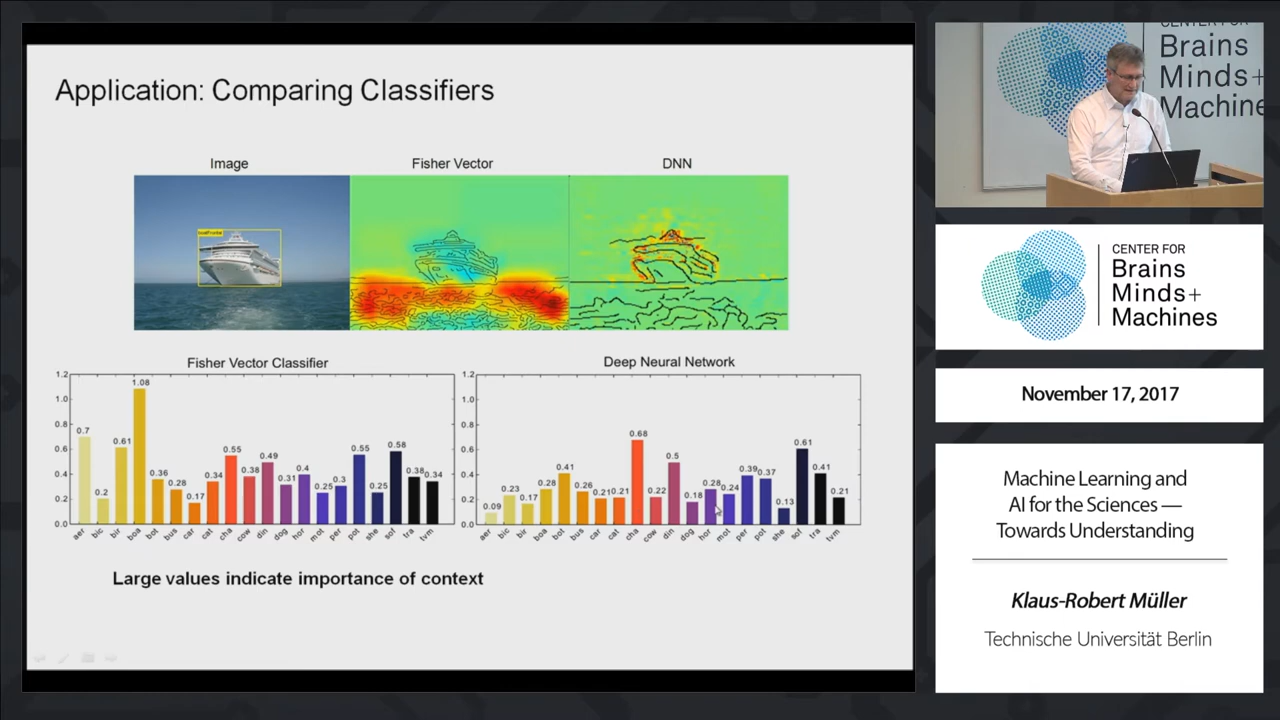 Application: Comparing Classifiers
Image
Fisher Vector
DNN
Fisher Vector Classifier
1.2
1.0
0.8
0.6
0.4
0.2
0.0
0.7
0.2
0.61
1.08
0.36
0.28
0.17
0.34
0.55
0.38
0.49
0.31
0.4
0.25
0.3
0.55
0.25
0.58
0.38
0.34
aer bic bir boa bot bus car cat cha cow din dog hor mot per pot she sof tra tvm
Deep Neural Network
1.2
1.0
0.8
0.6
0.4
0.2
0.0
0.09
0.23
0.17
0.28
0.41
0.26
0.21
0.21
0.68
0.22
0.5
0.18
0.28
0.24
0.39
0.37
0.13
0.61
0.41
0.21
aer bic bir boa bot bus car cat cha cow din dog hor mot per pot she sof tra tvm
Large values indicate importance of context
CENTER FOR
Brains
Minds+
Machine
CENTER FOR
Brains
Minds+
Machines
November 17, 2017
Machine Learning and
AI for the Sciences —
Towards Understanding
Klaus-Robert Müller
Technische Universität Berlin